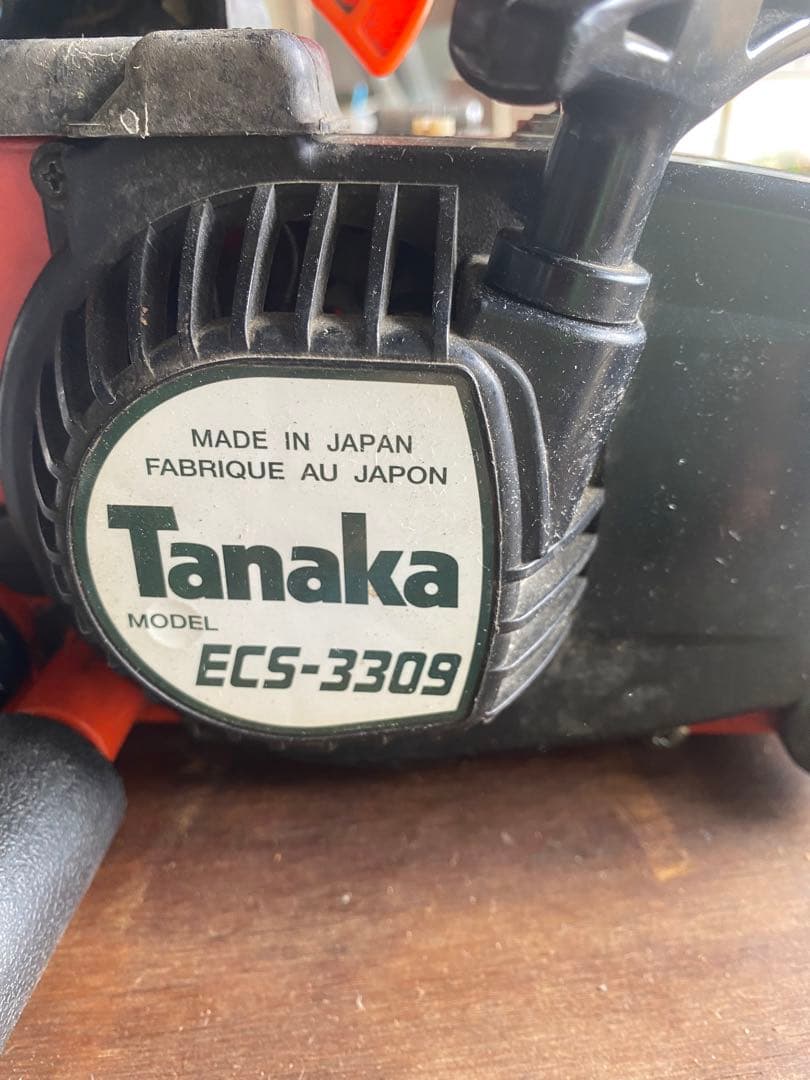 MADE IN JAPAN
FABRIQUE AU JAPON
Tanaka
MODEL
ECS-3309